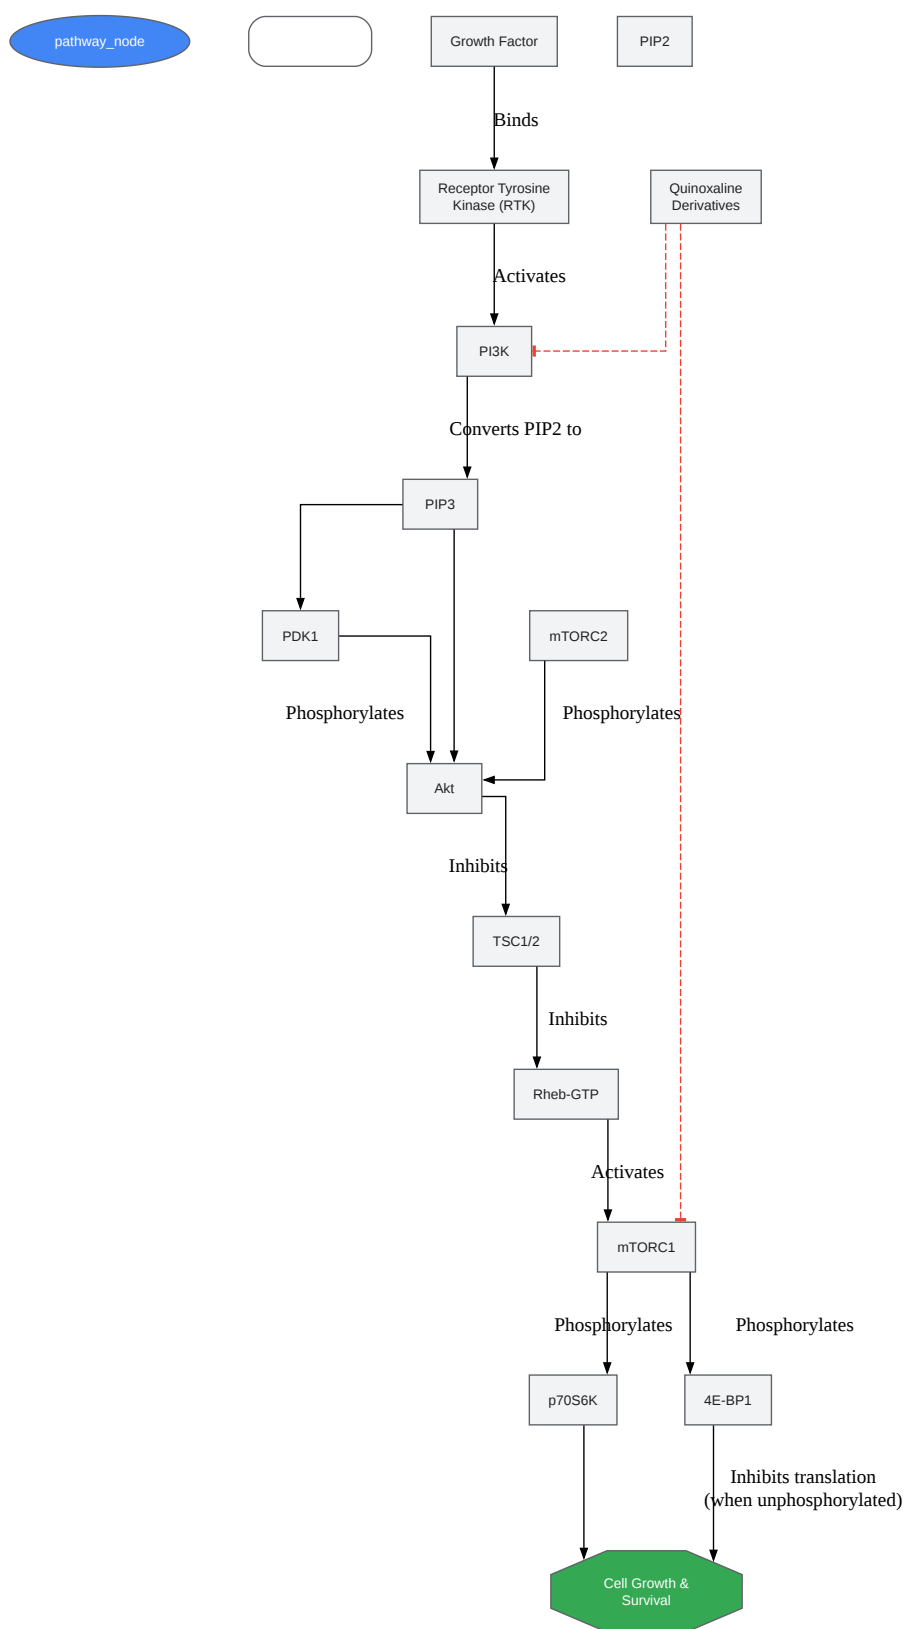 pathway_node
Growth Factor
PIP2
Binds
Receptor Tyrosine
Kinase (RTK)
Quinoxaline
Derivatives
Activates
PI3K
Converts PIP2 to
PIP3
PDK1
mTORC2
Phosphorylates
Phosphorylates
Akt
Inhibits
TSC1/2
Inhibits
Rheb-GTP
Activates
mTORC1
Phosphorylates
Phosphorylates
p70S6K
4E-BP1
Inhibits translation
(when unphosphorylated)
Cell Growth &
Survival